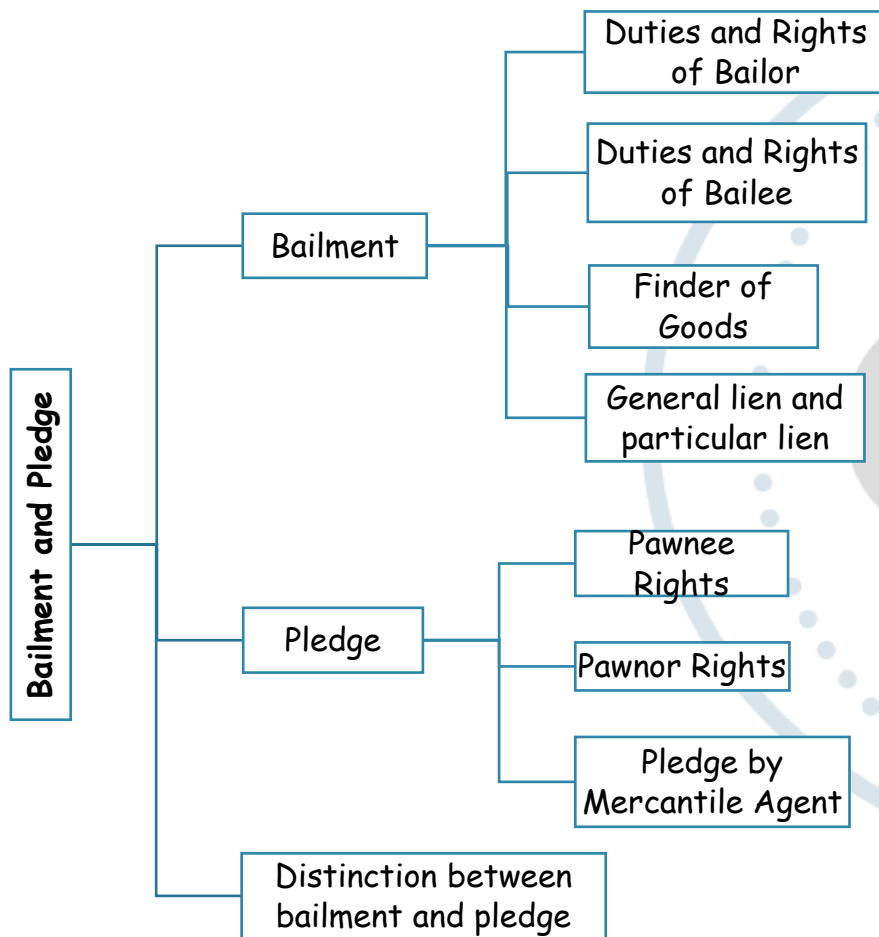 Bailment and Pledge
Bailment
Duties and Rights
of Bailor
Duties and Rights
of Bailee
Finder of
Goods
General lien and
particular lien
Pledge
Pawnee
Rights
Pawnor Rights
Pledge by
Mercantile Agent
Distinction between
bailment and pledge